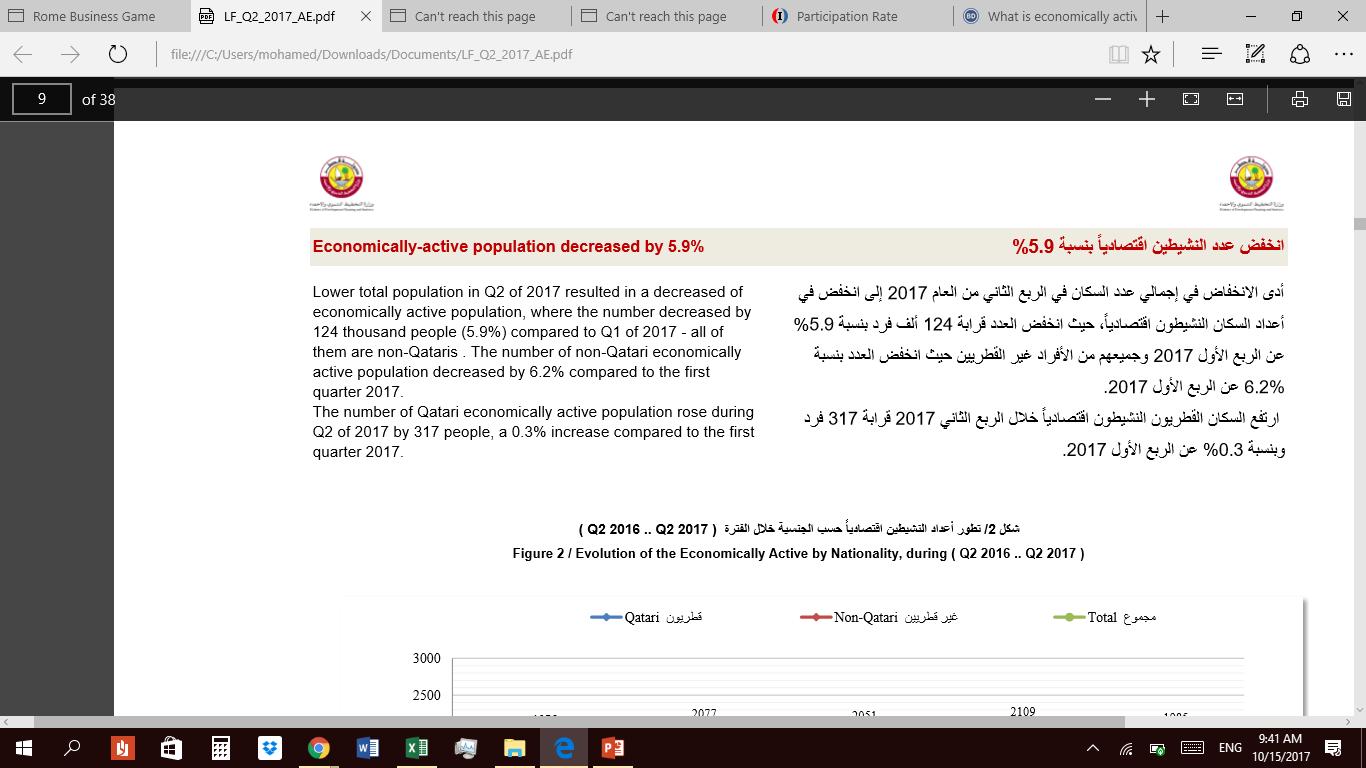 Rome Business Game
LF_Q2_2017_AE.pdf
Can't reach this page
Can't reach this page
Participation Rate
What is economically activ
file:///C:/Users/mohamed/Downloads/Documents/LF_Q2_2017_AE.pdf
9 of 38
Economically-active population decreased by 5.9%
انخفض عدد النشيطين اقتصادياً بنسبة 5.9%
Lower total population in Q2 of 2017 resulted in a decreased of
economically active population, where the number decreased by
124 thousand people (5.9%) compared to Q1 of 2017 - all of
them are non-Qataris . The number of non-Qatari economically
active population decreased by 6.2% compared to the first
quarter 2017.
The number of Qatari economically active population rose during
Q2 of 2017 by 317 people, a 0.3% increase compared to the first
quarter 2017.
أدى الانخفاض في إجمالي عدد السكان في الربع الثاني من العام 2017 إلى انخفض في
أعداد السكان النشيطون اقتصادياً، حيث انخفض العدد قرابة 124 ألف فرد بنسبة 5.9%
عن الربع الأول 2017 وجميعهم من الأفراد غير القطريين حيث انخفض العدد بنسبة
6.2% عن الربع الأول 2017.
ارتفع السكان القطريون النشيطون اقتصادياً خلال الربع الثاني 2017 قرابة 317 فرد
وبنسبة 0.3% عن الربع الأول 2017.
شكل 2/ تطور أعداد النشيطين اقتصادياً حسب الجنسية خلال الفترة ( Q2 2016 .. Q2 2017 )
Figure 2 / Evolution of the Economically Active by Nationality, during ( Q2 2016 .. Q2 2017 )
Qatari قطريون
Non-Qatari غير قطريين
Total مجموع
3000
2500
2077
2109
ENG
9:41 AM
10/15/2017